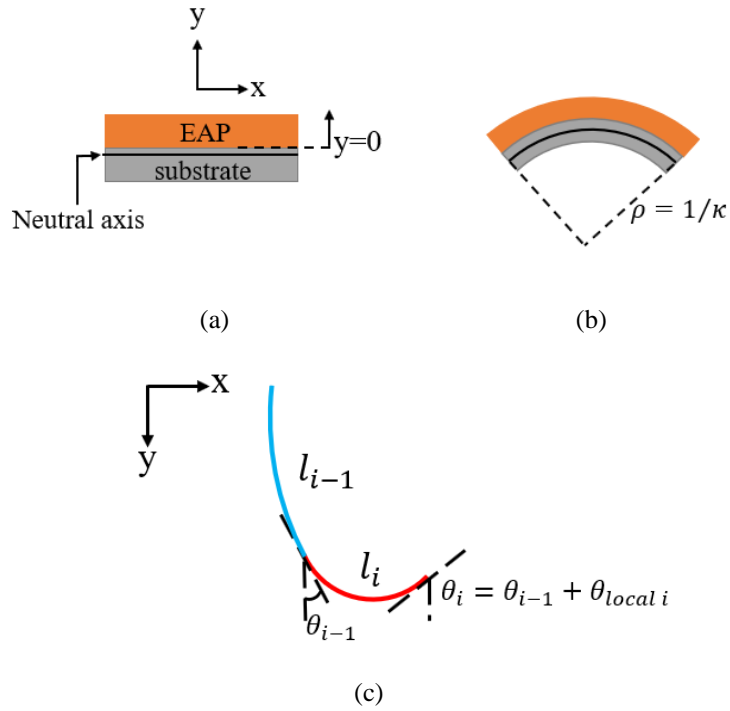 y
x
EAP
y=0
substrate
Neutral axis
ρ = 1/κ
(a)
(b)
x
y
l_{i−1}
l_i
θ_i = θ_{i−1} + θ_{local i}
θ_{i−1}
(c)